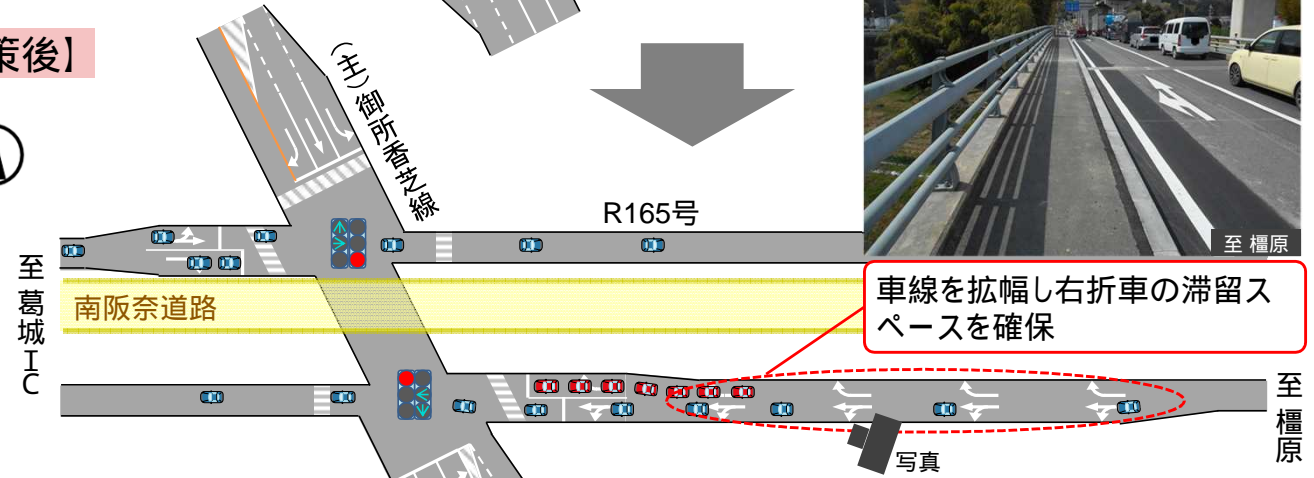 策後】
(主)御所香芝線
R165号
至 橿原
至 葛城IC
南阪奈道路
車線を拡幅し右折車の滞留ス
ペースを確保
至 橿原
写真